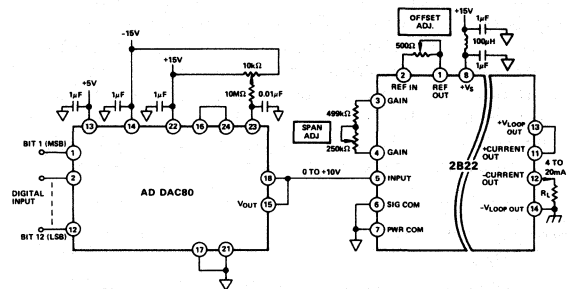 -15V
+15V
10kΩ
+5V
1μF
1μF
1μF
10MΩ
0.01μF
13
14
22
16
24
23
BIT 1 (MSB)
1
2
DIGITAL
INPUT
BIT 12 (LSB)
12
AD DAC80
18
VOUT
15
17
21
0 TO +10V
OFFSET
ADJ.
500Ω
+15V
1μF
100μH
1μF
2
1
8
REF IN
REF
OUT
+VS
3
GAIN
499kΩ
SPAN
ADJ
250kΩ
4
GAIN
5
INPUT
6
SIG COM
7
PWR COM
2B22
+VLOOP
OUT
13
+CURRENT
OUT
11
-CURRENT
OUT
12
4 TO
20mA
RL
-VLOOP OUT
14